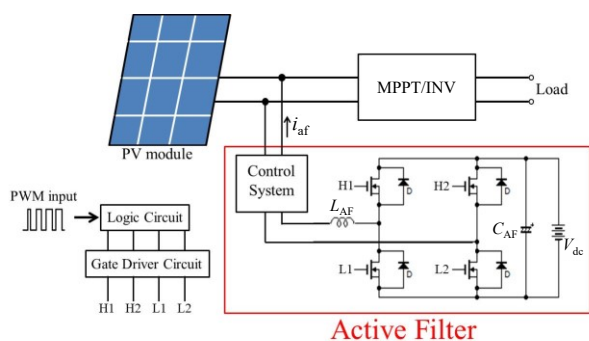 MPPT/INV
Load
PV module
i_af
Control
System
H1
H2
L_AF
C_AF
V_dc
L1
L2
D
D
D
D
+
PWM input
Logic Circuit
Gate Driver Circuit
H1 H2 L1 L2
Active Filter